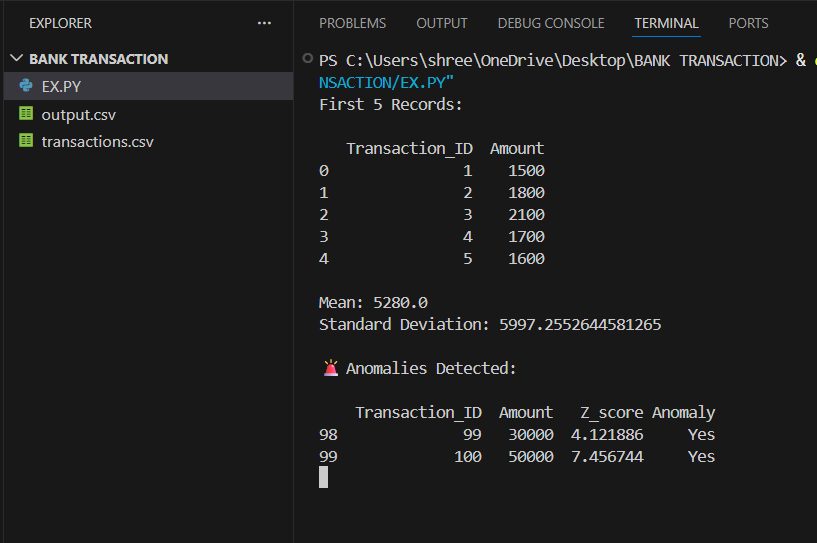 EXPLORER
PROBLEMS OUTPUT DEBUG CONSOLE TERMINAL PORTS
BANK TRANSACTION
EX.PY
output.csv
transactions.csv
PS C:\Users\shree\OneDrive\Desktop\BANK TRANSACTION> &
NSACTION/EX.PY"
First 5 Records:
Transaction_ID Amount
0 1 1500
1 2 1800
2 3 2100
3 4 1700
4 5 1600
Mean: 5280.0
Standard Deviation: 5997.2552644581265
🚨 Anomalies Detected:
Transaction_ID Amount Z_score Anomaly
98 99 30000 4.121886 Yes
99 100 50000 7.456744 Yes